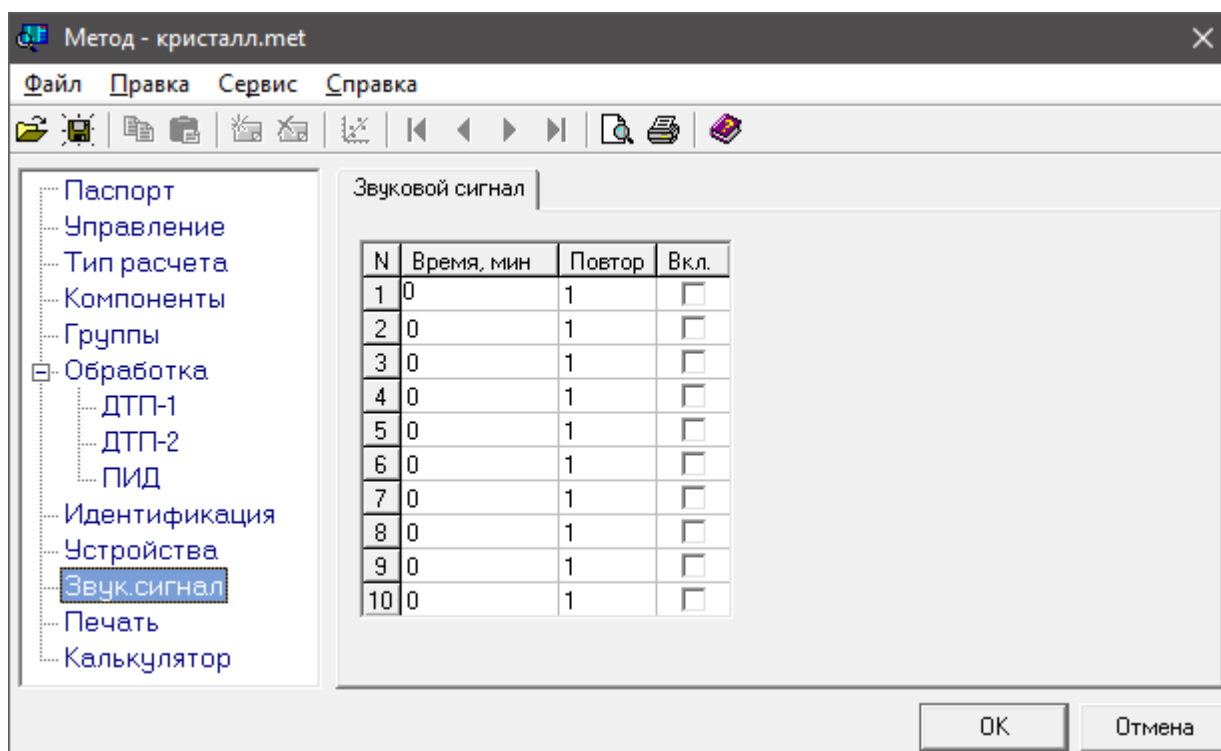 Метод - кристалл.met
Файл Правка Сервис Справка
Паспорт
Управление
Тип расчета
Компоненты
Группы
Обработка
ДТП-1
ДТП-2
ПИД
Идентификация
Устройства
Звук.сигнал
Печать
Калькулятор
Звуковой сигнал
N Время, мин Повтор Вкл.
1 0 1
2 0 1
3 0 1
4 0 1
5 0 1
6 0 1
7 0 1
8 0 1
9 0 1
10 0 1
OK Отмена